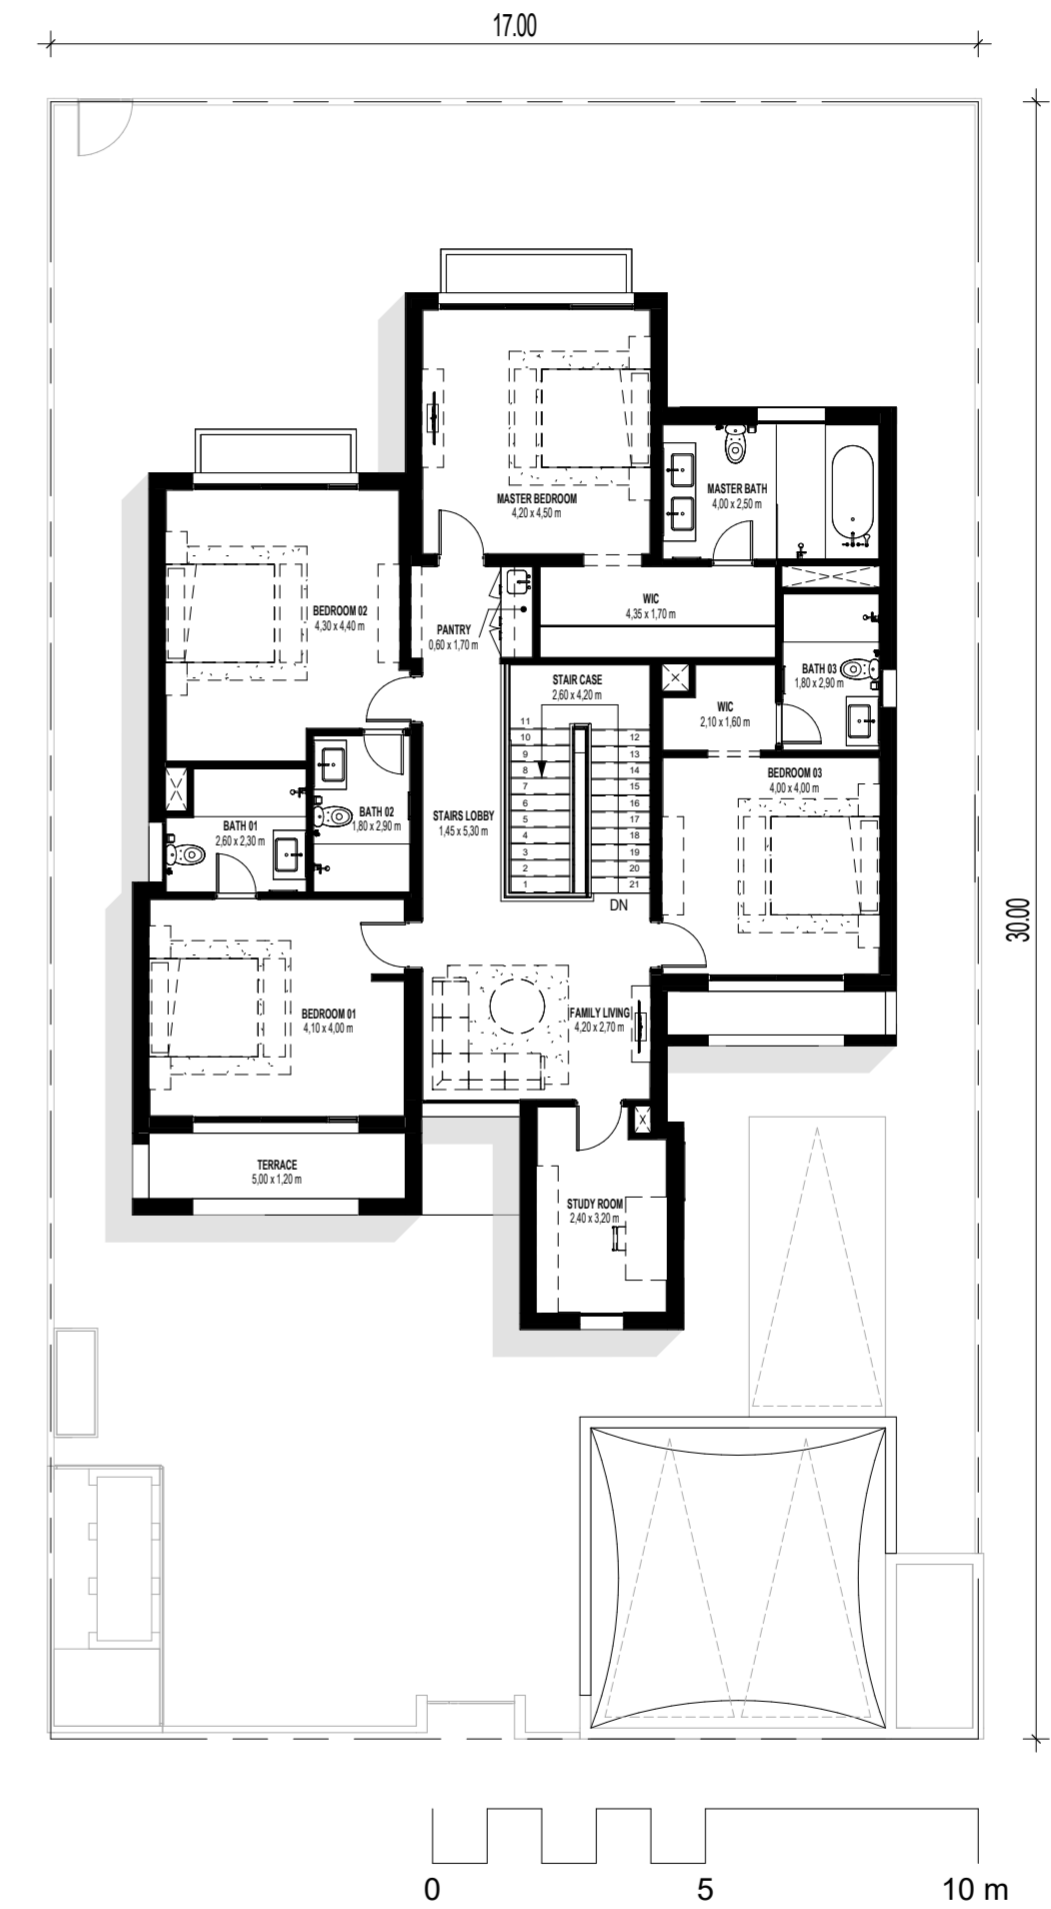 17.00
30.00
MASTER BEDROOM
4,20 x 4,50 m
MASTER BATH
4,00 x 2,50 m
BEDROOM 02
4,30 x 4,40 m
PANTRY
0,60 x 1,70 m
WIC
4,35 x 1,70 m
BATH 03
1,80 x 2,90 m
STAIR CASE
2,60 x 4,20 m
WIC
2,10 x 1,60 m
11
10
9
8
7
6
5
4
3
2
1
12
13
14
15
16
17
18
19
20
21
DN
BEDROOM 03
4,00 x 4,00 m
BATH 01
2,60 x 2,30 m
BATH 02
1,80 x 2,90 m
STAIRS LOBBY
1,45 x 5,30 m
BEDROOM 01
4,10 x 4,00 m
FAMILY LIVING
4,20 x 2,70 m
TERRACE
5,00 x 1,20 m
STUDY ROOM
2,40 x 3,20 m
0 5 10 m